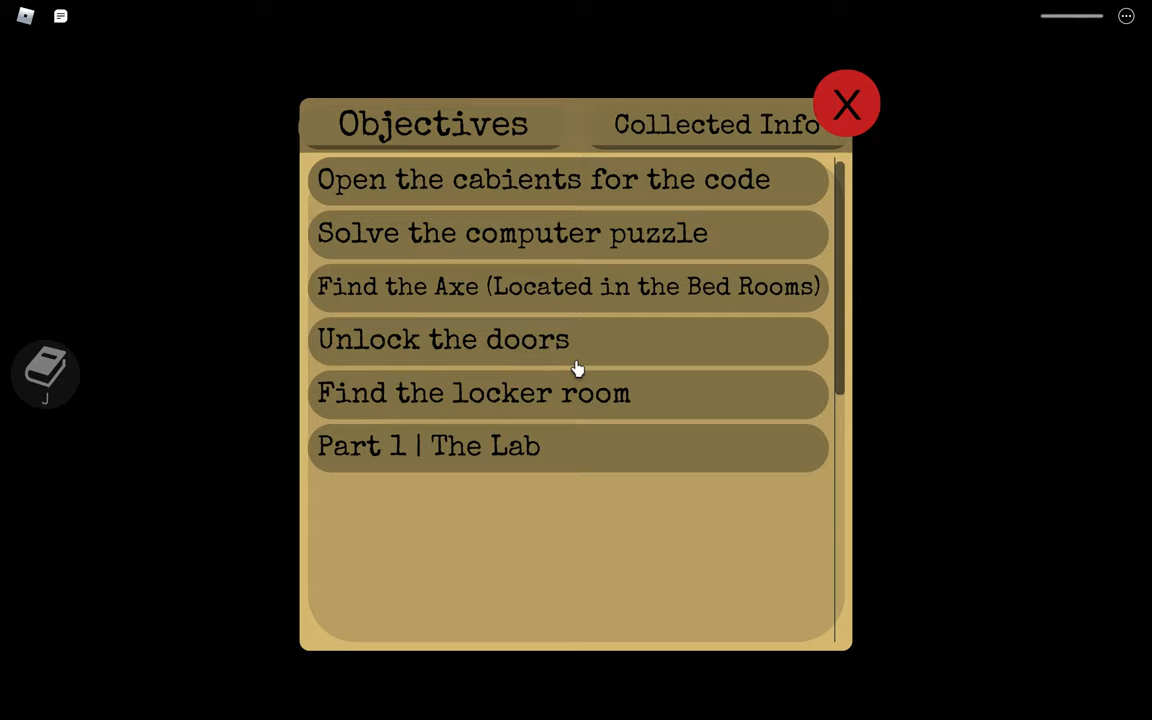 Objectives
Collected Info
X
Open the cabients for the code
Solve the computer puzzle
Find the Axe (Located in the Bed Rooms)
Unlock the doors
Find the locker room
Part 1 | The Lab
J